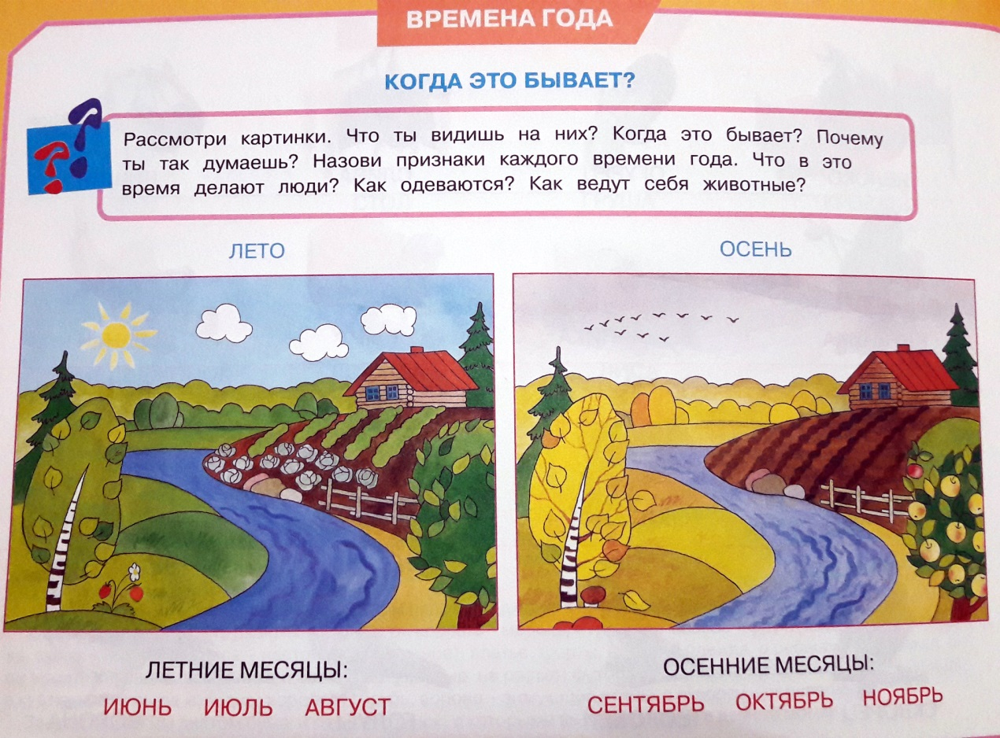 ВРЕМЕНА ГОДА
КОГДА ЭТО БЫВАЕТ?
Рассмотри картинки. Что ты видишь на них? Когда это бывает? Почему
ты так думаешь? Назови признаки каждого времени года. Что в это
время делают люди? Как одеваются? Как ведут себя животные?
ЛЕТО
ОСЕНЬ
ЛЕТНИЕ МЕСЯЦЫ:
ИЮНЬ ИЮЛЬ АВГУСТ
ОСЕННИЕ МЕСЯЦЫ:
СЕНТЯБРЬ ОКТЯБРЬ НОЯБРЬ